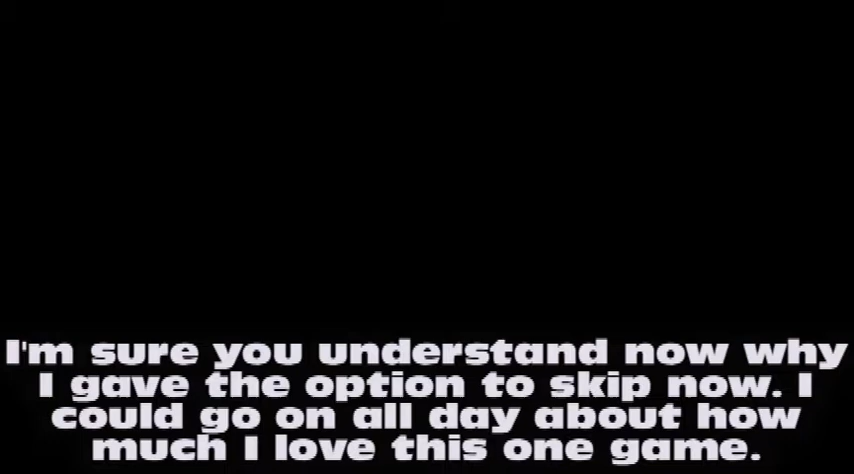 I'm sure you understand now why
I gave the option to skip now. I
could go on all day about how
much I love this one game.